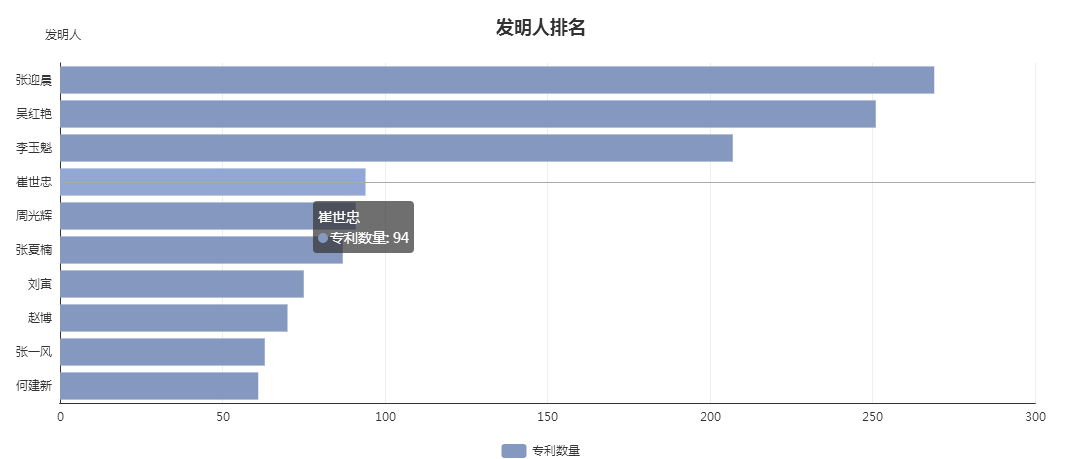 发明人排名
发明人
张迎晨
吴红艳
李玉魁
崔世忠
周光辉
崔世忠
专利数量: 94
张夏楠
刘寅
赵博
张一风
何建新
0 50 100 150 200 250 300
专利数量